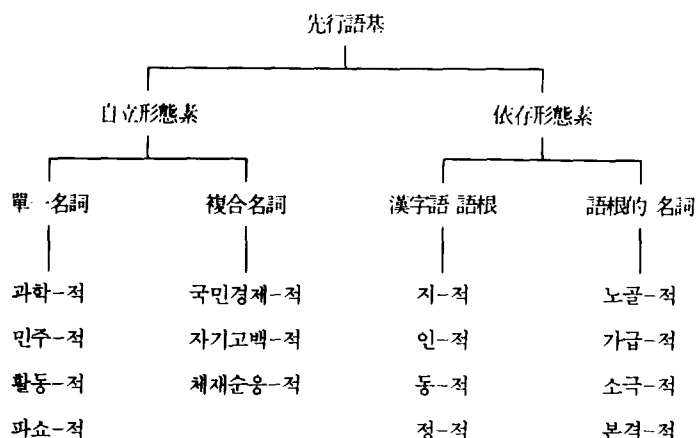 先行語基
自立形態素 依存形態素
單一名詞 複合名詞 漢字語 語根 語根的 名詞
과학-적 국민경제-적 지-적 노골-적
민주-적 자기고백-적 인-적 가급-적
활동-적 체재순응-적 동-적 소극-적
파쇼-적 정-적 본격-적